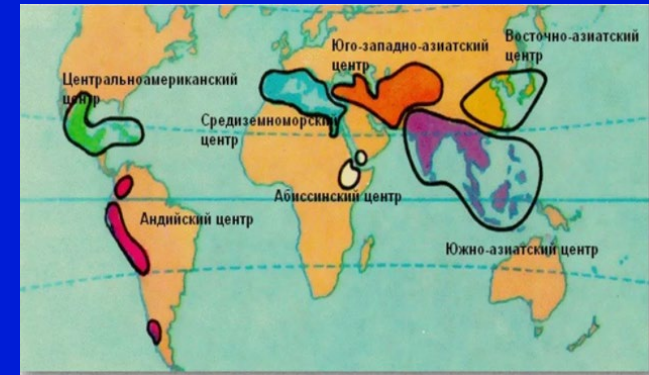 Восточно-азиатский
центр
Юго-западно-азиатский
центр
Центральноамериканский
центр
Средиземноморский
центр
Абиссинский центр
Андийский центр
Южно-азиатский центр